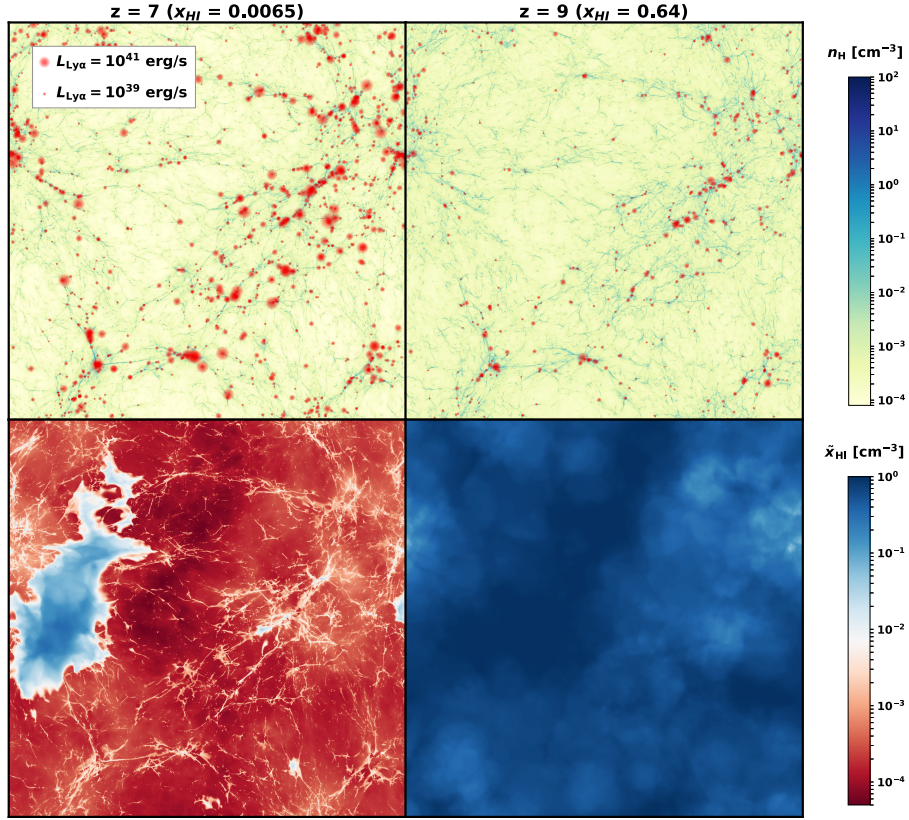 z = 7 (x_HI = 0.0065)
z = 9 (x_HI = 0.64)
L_Lyα = 10^41 erg/s
L_Lyα = 10^39 erg/s
n_H [cm^−3]
10^2
10^1
10^0
10^−1
10^−2
10^−3
10^−4
x̃_HI [cm^−3]
10^0
10^−1
10^−2
10^−3
10^−4